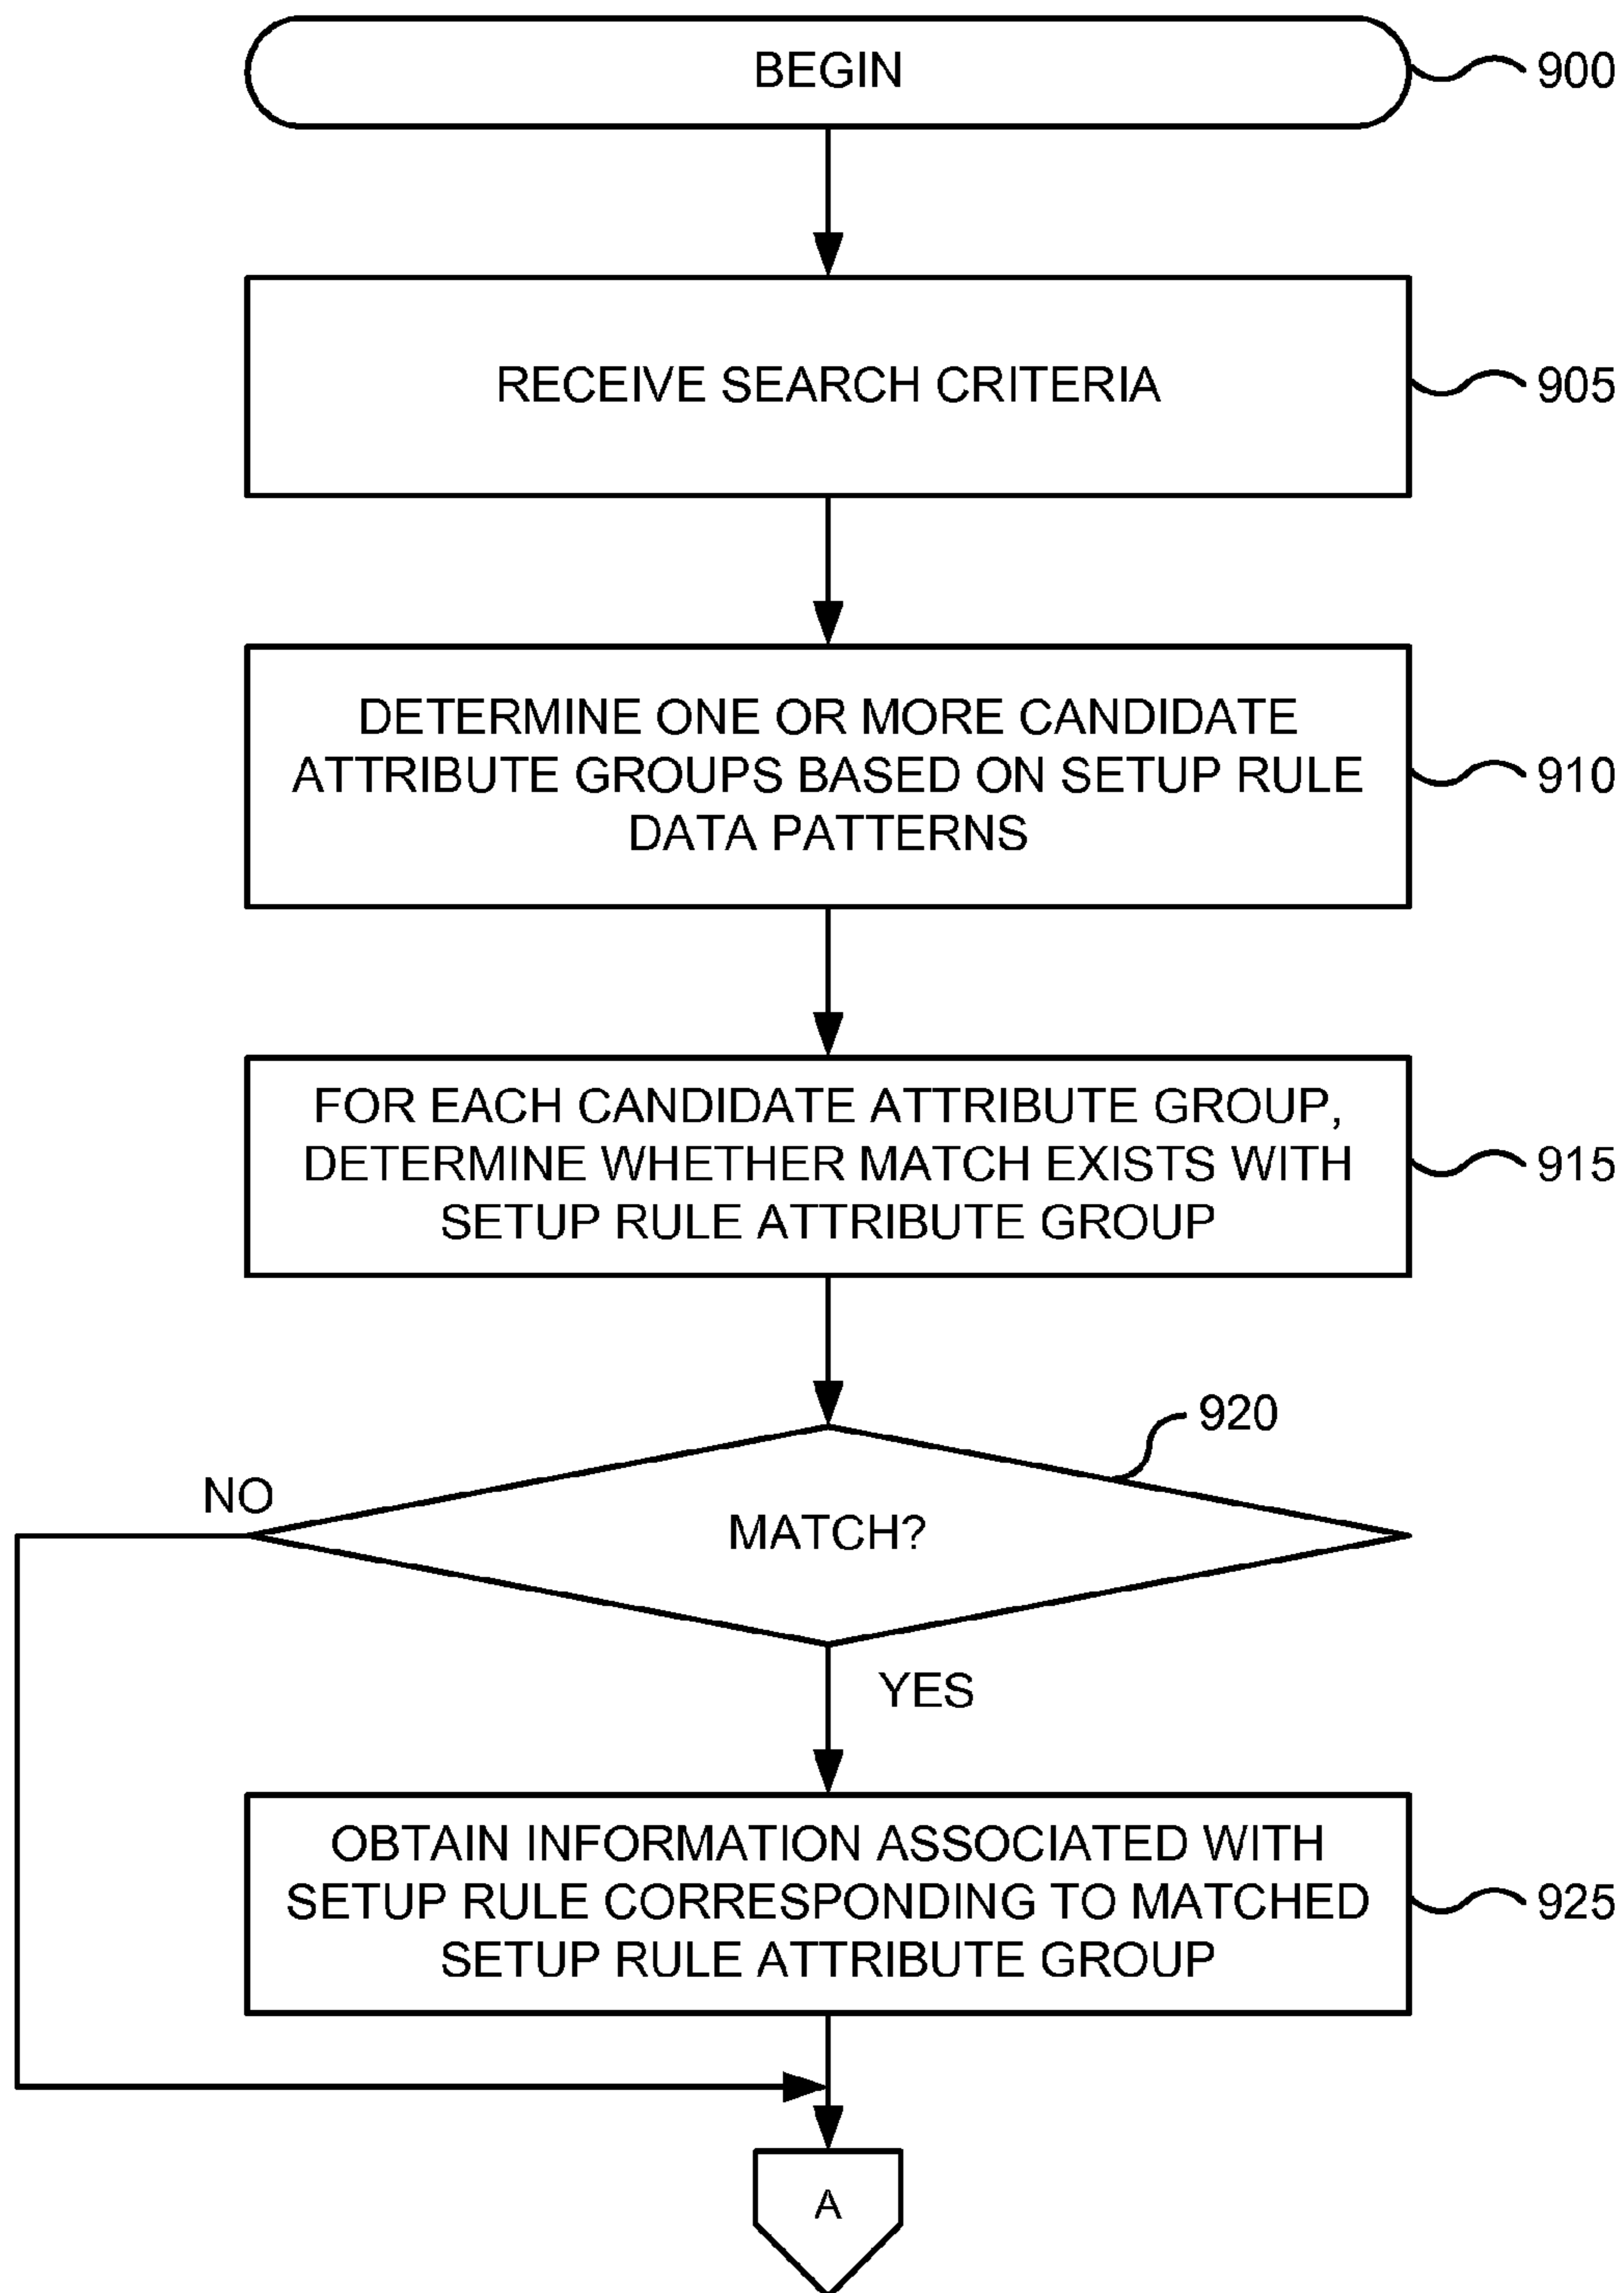 BEGIN
900
RECEIVE SEARCH CRITERIA
905
DETERMINE ONE OR MORE CANDIDATE
ATTRIBUTE GROUPS BASED ON SETUP RULE
DATA PATTERNS
910
FOR EACH CANDIDATE ATTRIBUTE GROUP,
DETERMINE WHETHER MATCH EXISTS WITH
SETUP RULE ATTRIBUTE GROUP
915
920
NO
MATCH?
YES
OBTAIN INFORMATION ASSOCIATED WITH
SETUP RULE CORRESPONDING TO MATCHED
SETUP RULE ATTRIBUTE GROUP
925
A